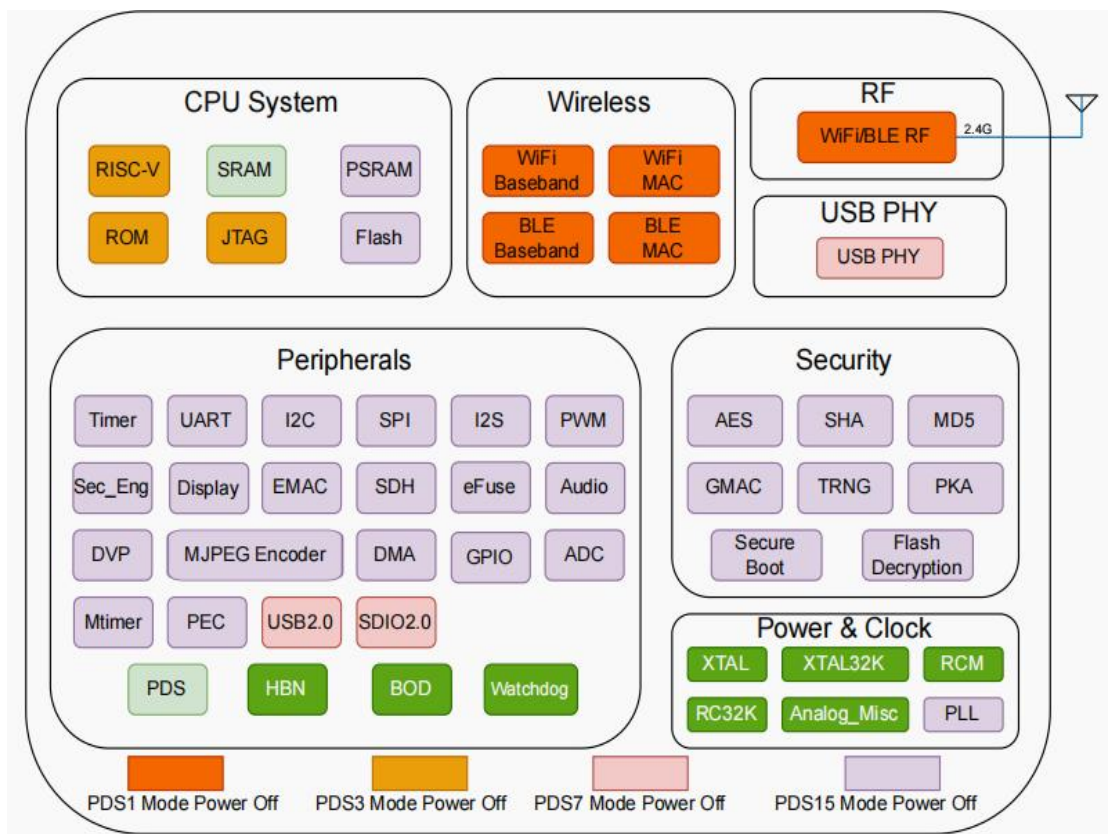 CPU System
RISC-V
SRAM
PSRAM
ROM
JTAG
Flash
Wireless
WiFi
Baseband
WiFi
MAC
BLE
Baseband
BLE
MAC
RF
WiFi/BLE RF
2.4G
USB PHY
USB PHY
Peripherals
Timer
UART
I2C
SPI
I2S
PWM
Sec_Eng
Display
EMAC
SDH
eFuse
Audio
DVP
MJPEG Encoder
DMA
GPIO
ADC
Mtimer
PEC
USB2.0
SDIO2.0
PDS
HBN
BOD
Watchdog
Security
AES
SHA
MD5
GMAC
TRNG
PKA
Secure
Boot
Flash
Decryption
Power & Clock
XTAL
XTAL32K
RCM
RC32K
Analog_Misc
PLL
PDS1 Mode Power Off
PDS3 Mode Power Off
PDS7 Mode Power Off
PDS15 Mode Power Off